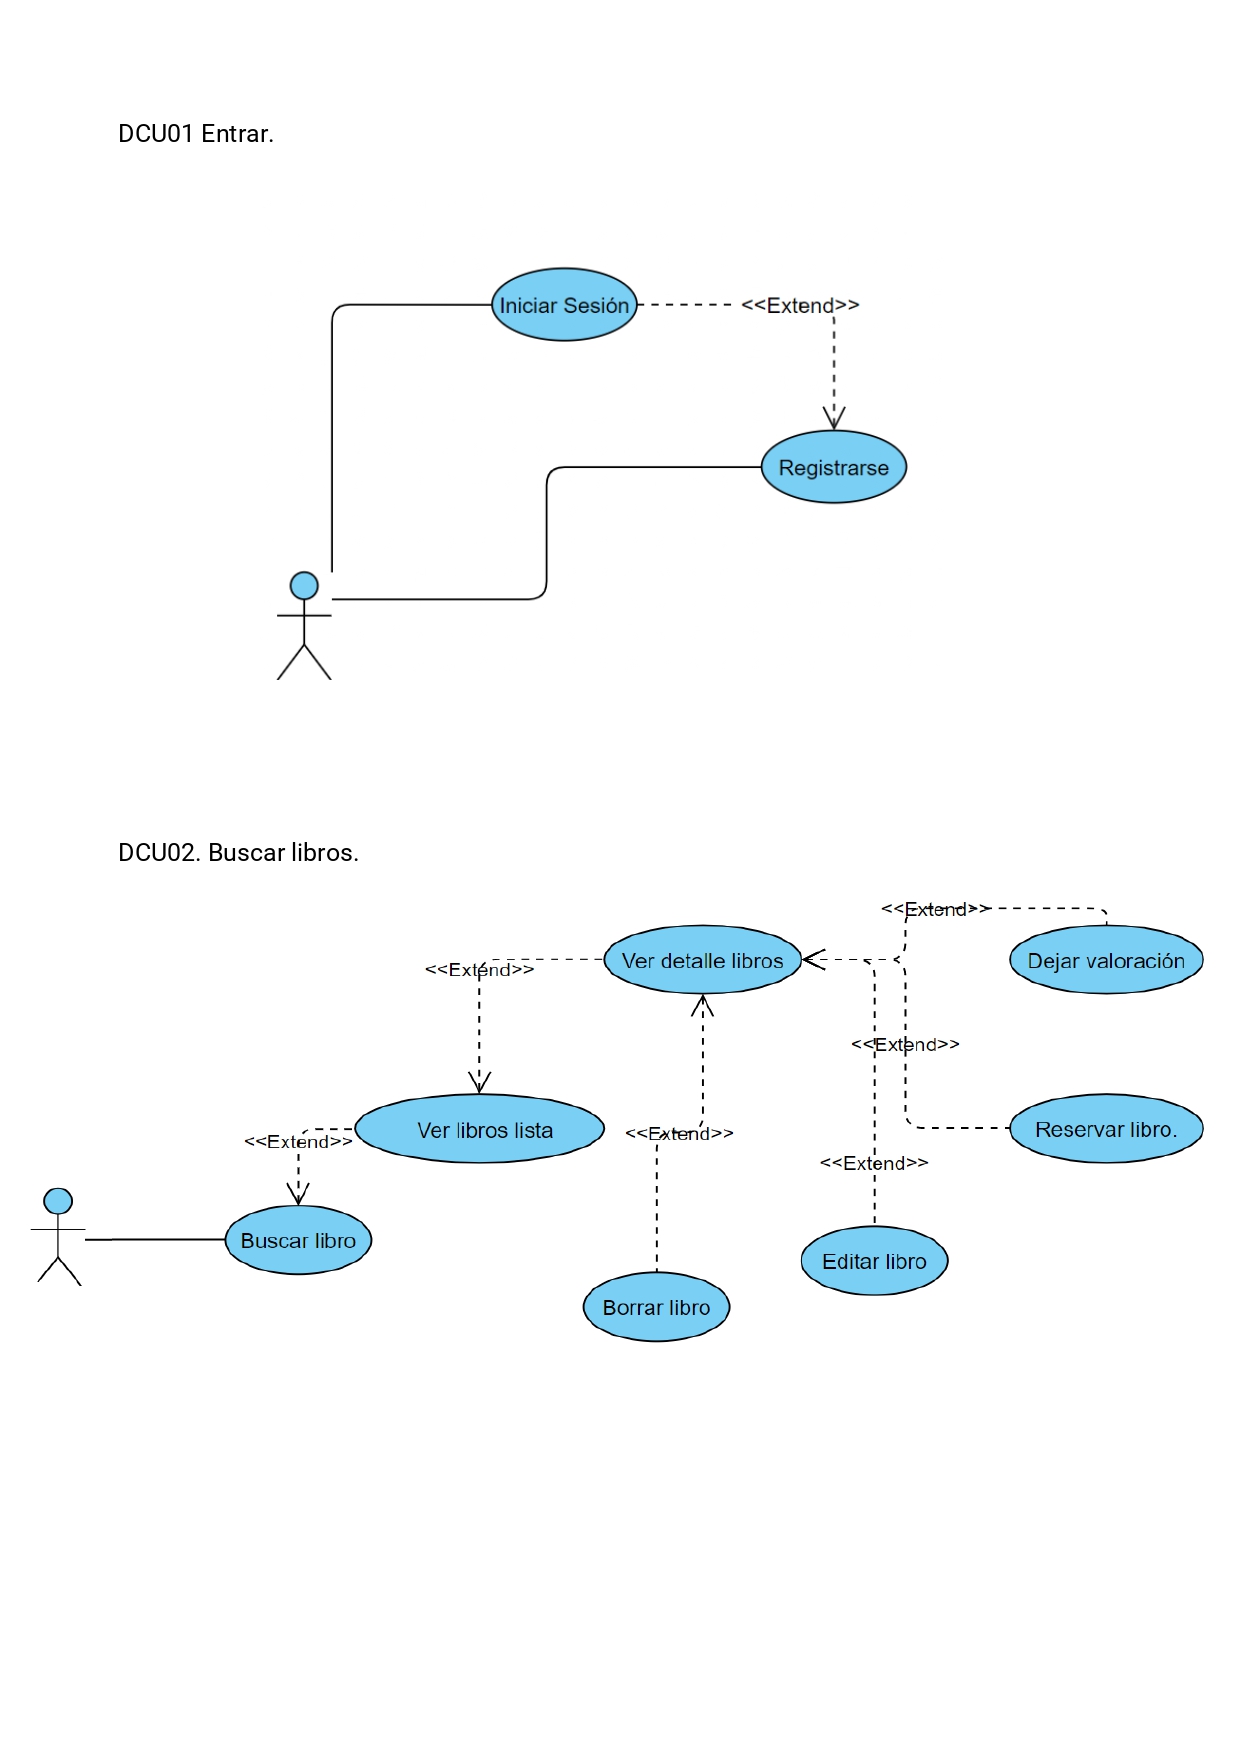 DCU01 Entrar.
Iniciar Sesión
<<Extend>>
Registrarse
DCU02. Buscar libros.
<<Extend>>
Ver detalle libros
Dejar valoración
<<Extend>>
<<Extend>>
Ver libros lista
Reservar libro.
<<Extend>>
<<Extend>>
<<Extend>>
Buscar libro
Editar libro
Borrar libro